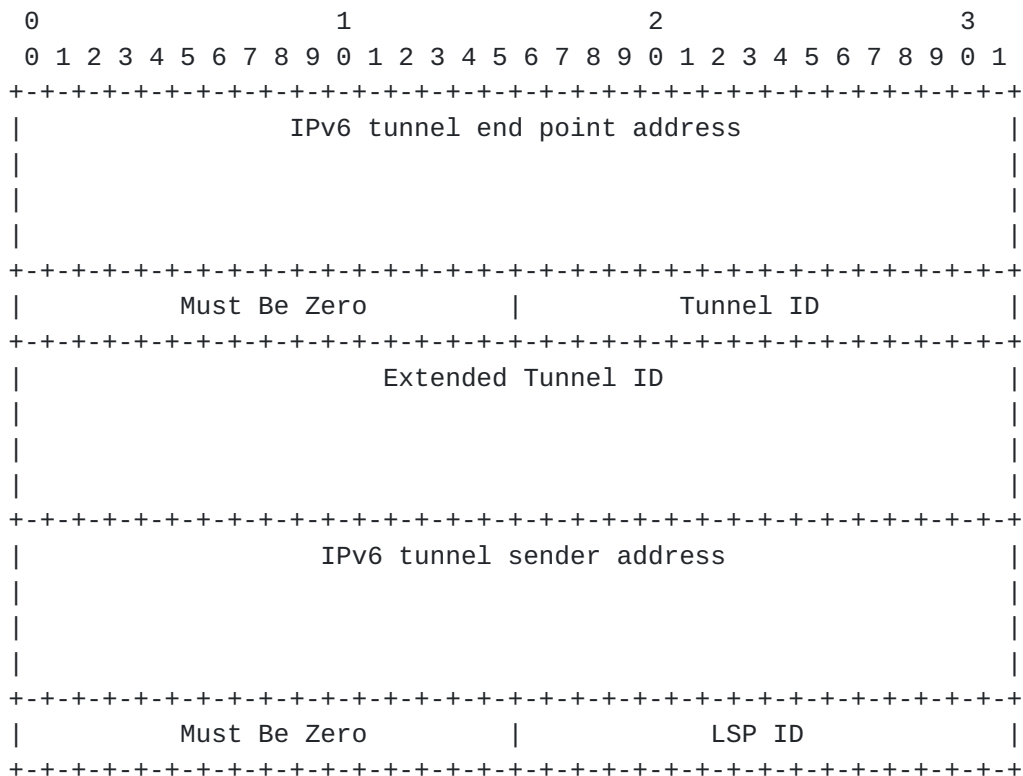 0                   1                   2                   3
 0 1 2 3 4 5 6 7 8 9 0 1 2 3 4 5 6 7 8 9 0 1 2 3 4 5 6 7 8 9 0 1
+-+-+-+-+-+-+-+-+-+-+-+-+-+-+-+-+-+-+-+-+-+-+-+-+-+-+-+-+-+-+-+-+
|                 IPv6 tunnel end point address                 |
|                                                               |
|                                                               |
|                                                               |
+-+-+-+-+-+-+-+-+-+-+-+-+-+-+-+-+-+-+-+-+-+-+-+-+-+-+-+-+-+-+-+-+
|          Must Be Zero         |          Tunnel ID            |
+-+-+-+-+-+-+-+-+-+-+-+-+-+-+-+-+-+-+-+-+-+-+-+-+-+-+-+-+-+-+-+-+
|                       Extended Tunnel ID                      |
|                                                               |
|                                                               |
|                                                               |
+-+-+-+-+-+-+-+-+-+-+-+-+-+-+-+-+-+-+-+-+-+-+-+-+-+-+-+-+-+-+-+-+
|                   IPv6 tunnel sender address                  |
|                                                               |
|                                                               |
|                                                               |
+-+-+-+-+-+-+-+-+-+-+-+-+-+-+-+-+-+-+-+-+-+-+-+-+-+-+-+-+-+-+-+-+
|          Must Be Zero         |            LSP ID             |
+-+-+-+-+-+-+-+-+-+-+-+-+-+-+-+-+-+-+-+-+-+-+-+-+-+-+-+-+-+-+-+-+